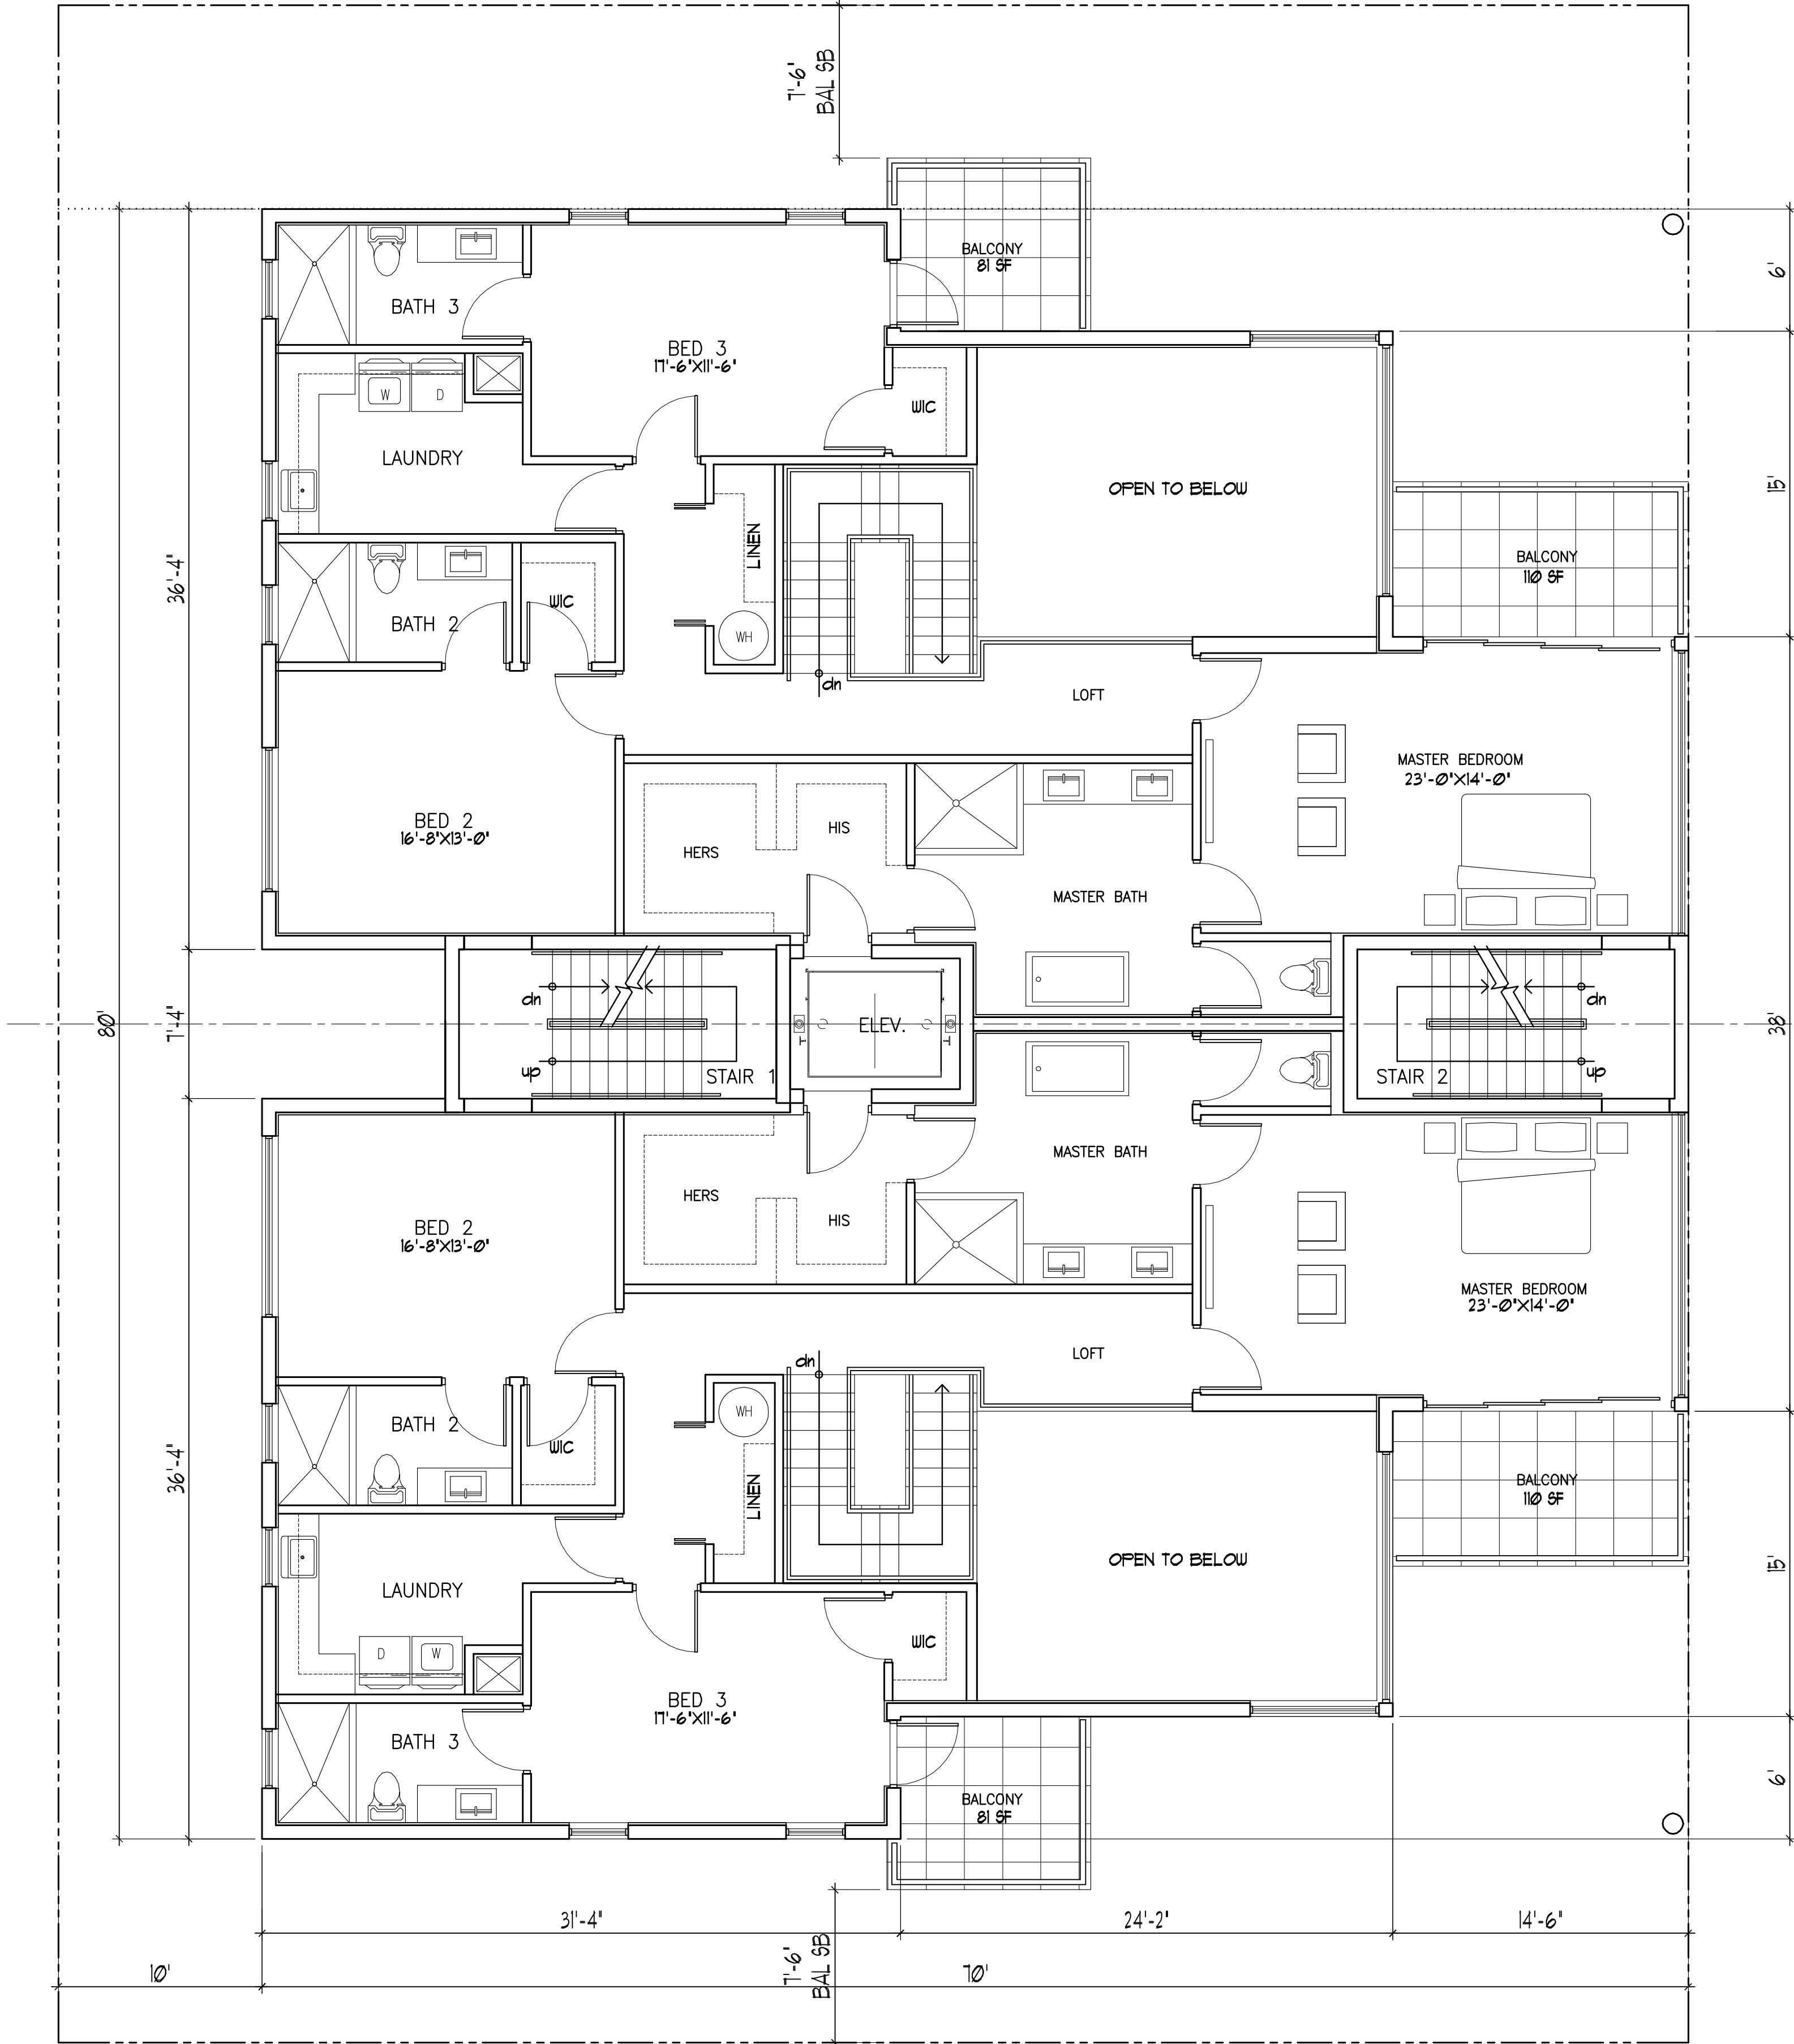 7'-6"
BAL SB
BALCONY
81 SF
6'
BATH 3
BED 3
17'-6"X11'-6"
W
D
WIC
LAUNDRY
OPEN TO BELOW
15'
LINEN
BALCONY
110 SF
36'-4"
WIC
BATH 2
WH
dn
LOFT
MASTER BEDROOM
23'-0"X14'-0"
BED 2
16'-8"X13'-0"
HIS
HERS
MASTER BATH
dn
dn
80'
7'-4"
ELEV.
38'
up
STAIR 1
STAIR 2
up
MASTER BATH
HERS
HIS
BED 2
16'-8"X13'-0"
MASTER BEDROOM
23'-0"X14'-0"
LOFT
dn
WH
BATH 2
WIC
36'-4"
LINEN
BALCONY
110 SF
OPEN TO BELOW
15'
LAUNDRY
WIC
D
W
BED 3
17'-6"X11'-6"
BATH 3
BALCONY
81 SF
6'
31'-4"
24'-2"
14'-6"
10'
7'-6"
BAL SB
70'